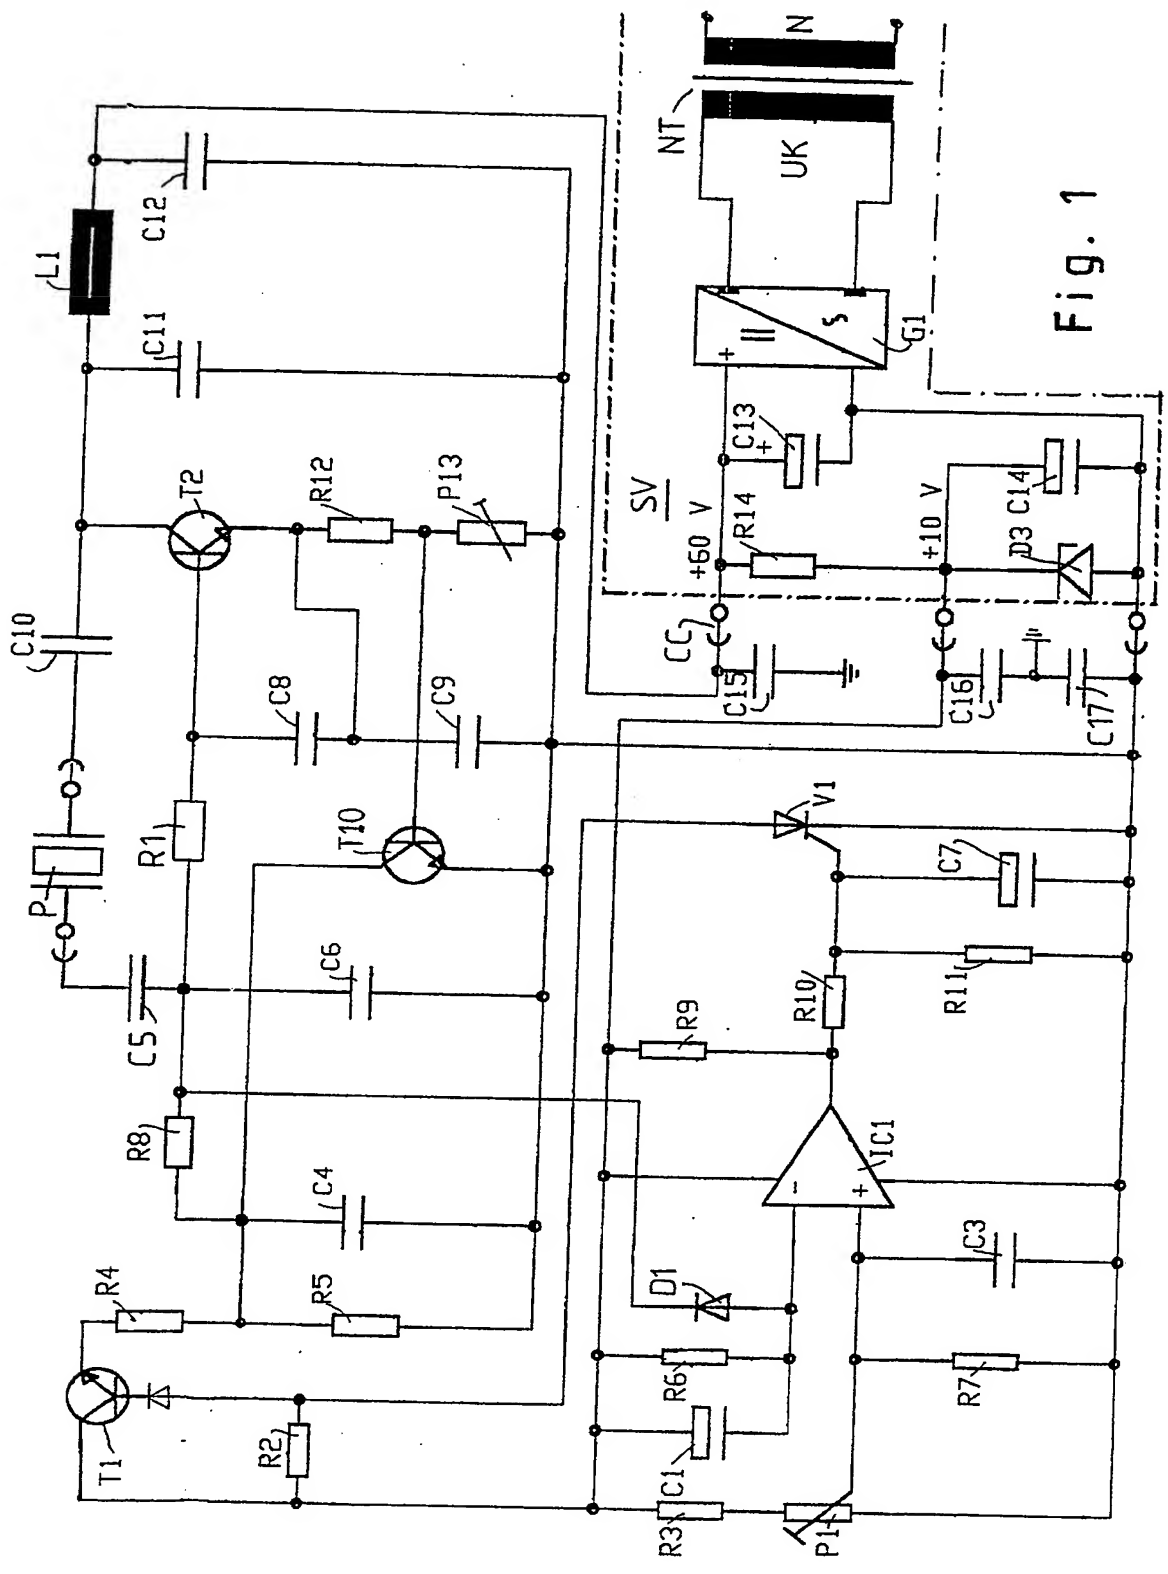 L1
C12
C11
T2
R12
P13
C10
C8
C9
P
R1
T10
C5
C6
R8
C4
R4
R5
T1
R2
N
NT
UK
G1
+
C13
+
SV
+60 V
R14
+10 V
C14
D3
CC
C15
C16
C17
V1
C7
R9
R10
R11
IC1
-
+
C3
D1
R6
R7
C1
R3
P1
Fig. 1